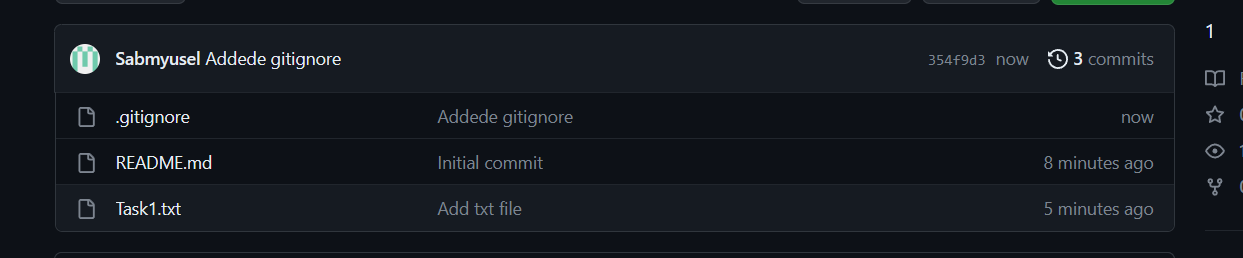 Sabmyusel Addede gitignore 354f9d3 now 3 commits
1
.gitignore Addede gitignore now
README.md Initial commit 8 minutes ago
Task1.txt Add txt file 5 minutes ago